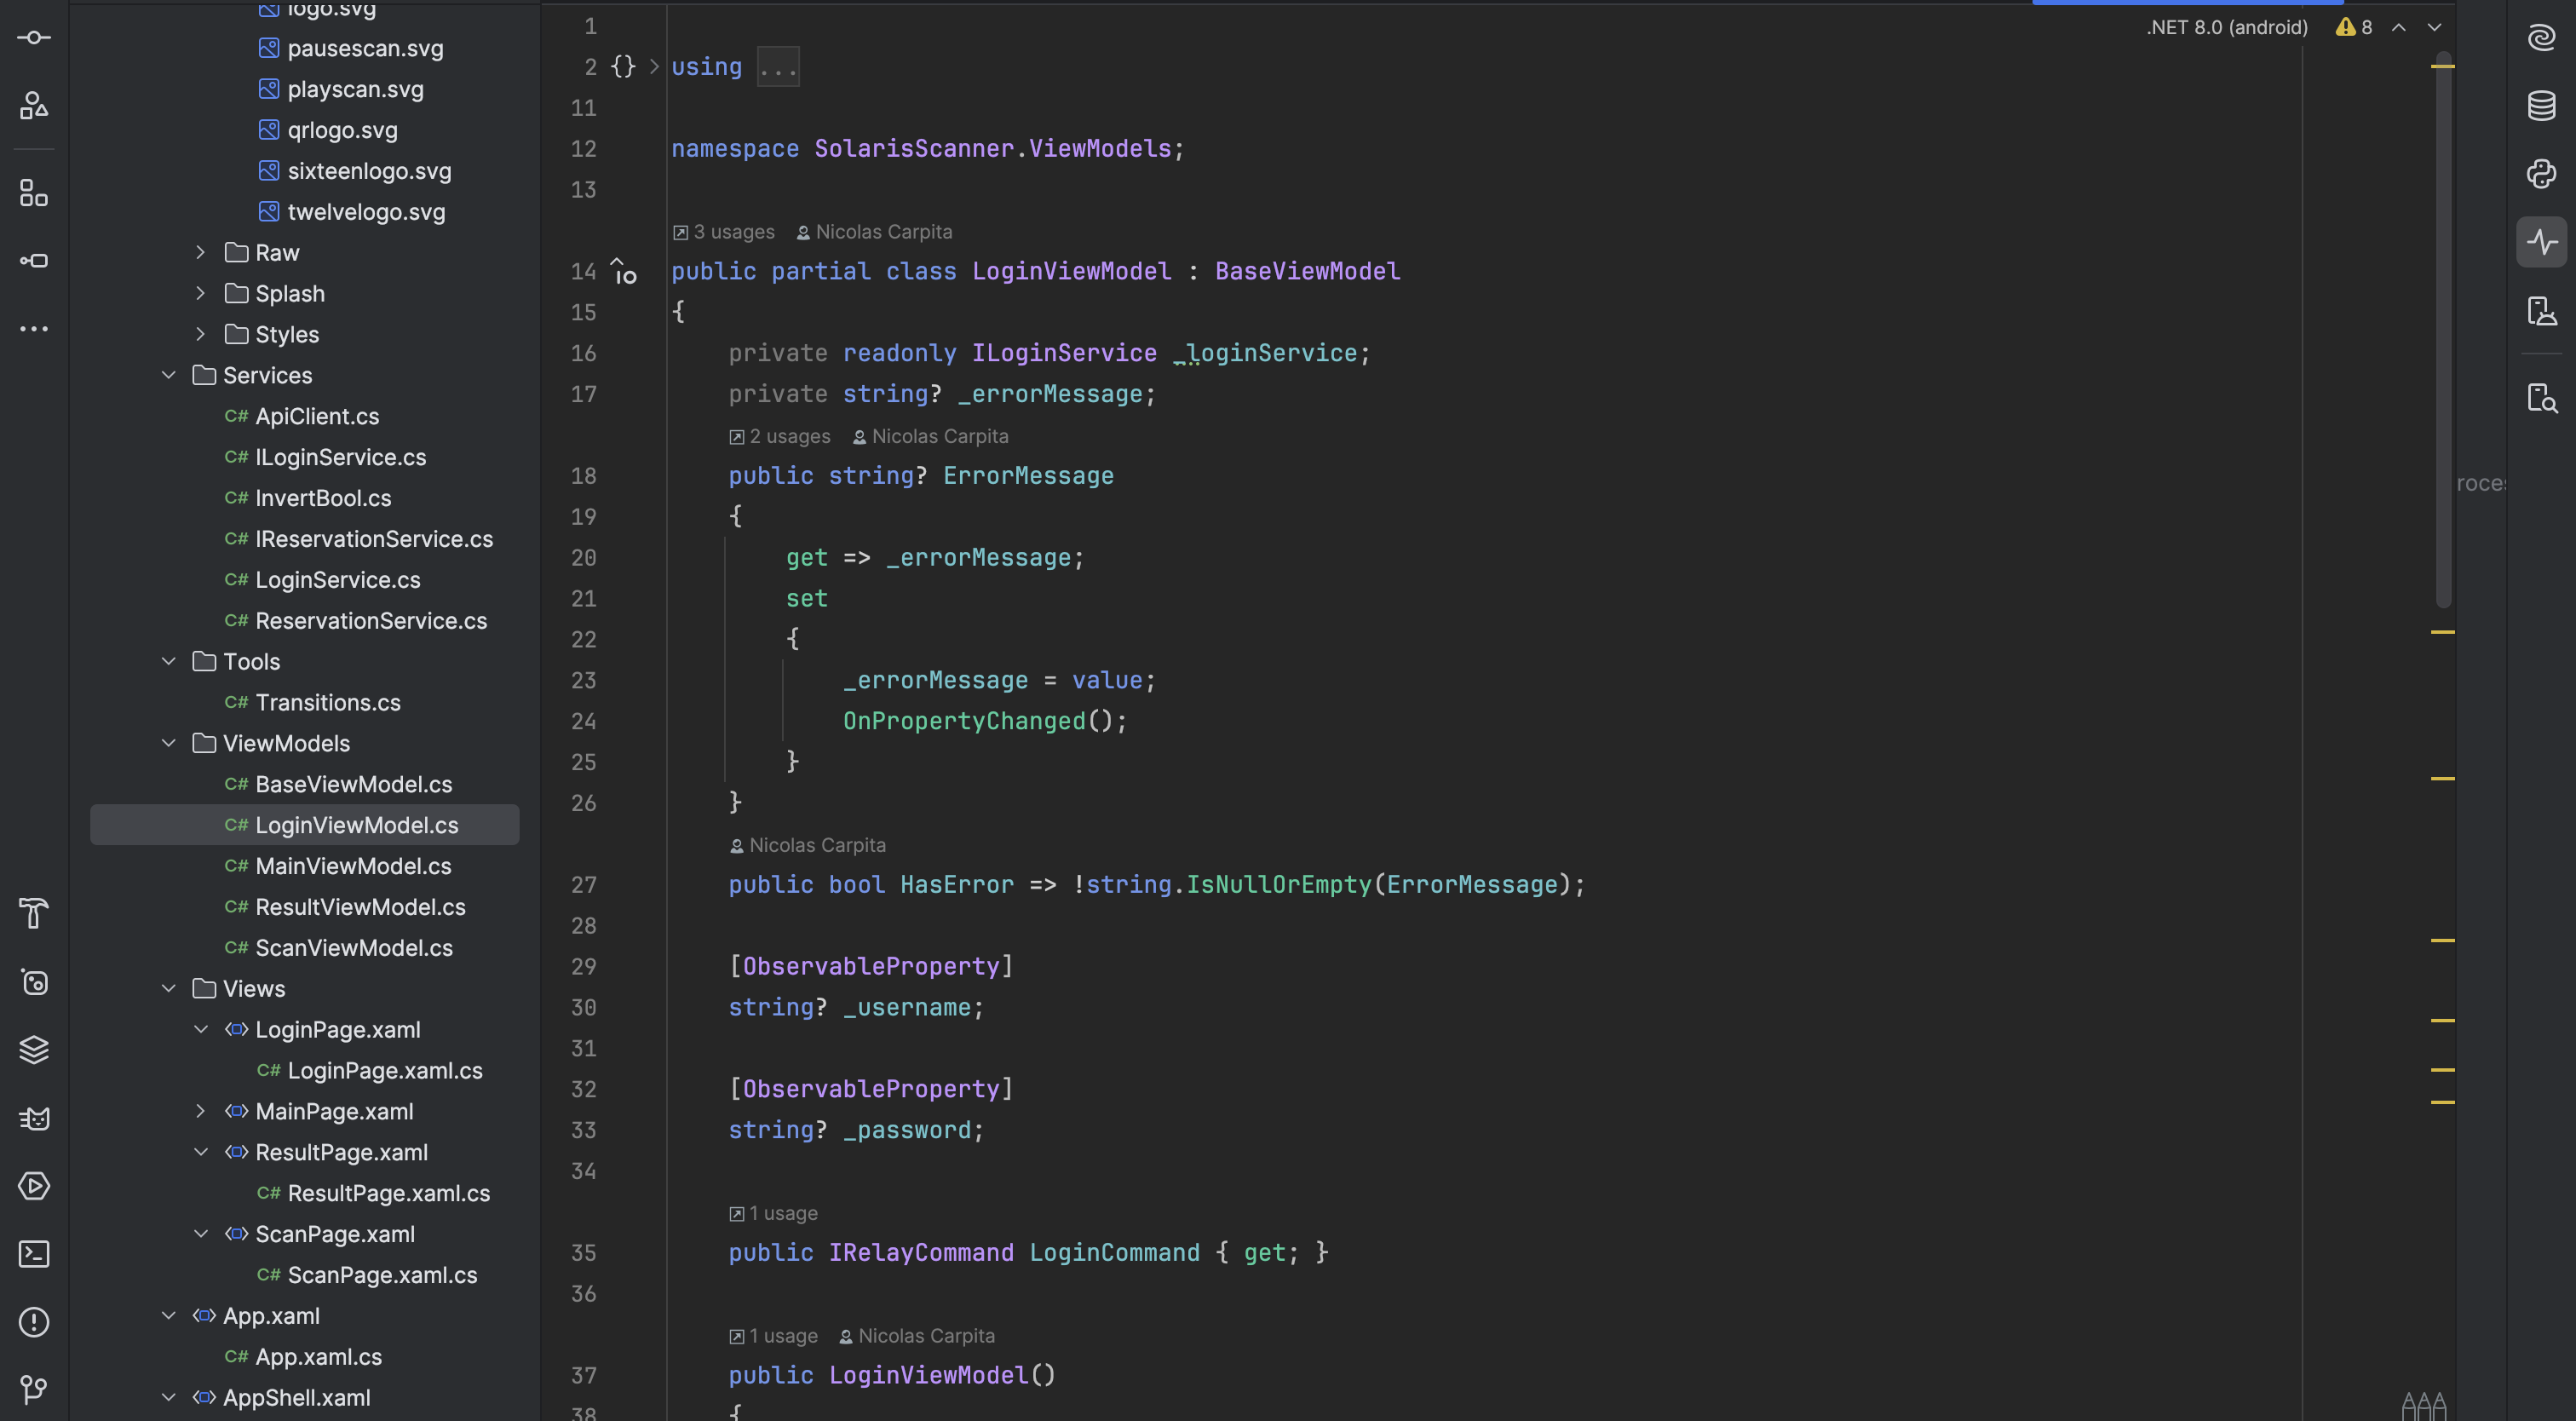 logo.svg
pausescan.svg
playscan.svg
qrlogo.svg
sixteenlogo.svg
twelvelogo.svg
Raw
Splash
Styles
Services
C# ApiClient.cs
C# ILoginService.cs
C# InvertBool.cs
C# IReservationService.cs
C# LoginService.cs
C# ReservationService.cs
Tools
C# Transitions.cs
ViewModels
C# BaseViewModel.cs
C# LoginViewModel.cs
C# MainViewModel.cs
C# ResultViewModel.cs
C# ScanViewModel.cs
Views
LoginPage.xaml
C# LoginPage.xaml.cs
MainPage.xaml
ResultPage.xaml
C# ResultPage.xaml.cs
ScanPage.xaml
C# ScanPage.xaml.cs
App.xaml
C# App.xaml.cs
AppShell.xaml
.NET 8.0 (android) 8
1
2 {} > using ...
11
12 namespace SolarisScanner.ViewModels;
13
3 usages Nicolas Carpita
14 public partial class LoginViewModel : BaseViewModel
15 {
16 private readonly ILoginService _loginService;
17 private string? _errorMessage;
2 usages Nicolas Carpita
18 public string? ErrorMessage
19 {
20 get => _errorMessage;
21 set
22 {
23 _errorMessage = value;
24 OnPropertyChanged();
25 }
26 }
Nicolas Carpita
27 public bool HasError => !string.IsNullOrEmpty(ErrorMessage);
28
29 [ObservableProperty]
30 string? _username;
31
32 [ObservableProperty]
33 string? _password;
34
1 usage
35 public IRelayCommand LoginCommand { get; }
36
1 usage Nicolas Carpita
37 public LoginViewModel()
38 {
roces